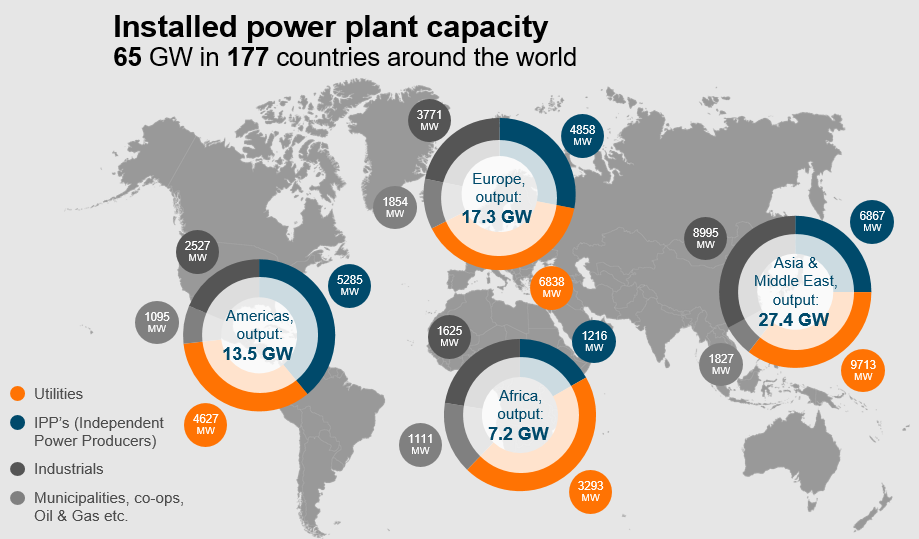 Installed power plant capacity
65 GW in 177 countries around the world
3771
MW
4858
MW
Europe,
output:
17.3 GW
1854
MW
6838
MW
8995
MW
6867
MW
Asia &
Middle East,
output:
27.4 GW
1827
MW
9713
MW
2527
MW
5285
MW
Americas,
output:
13.5 GW
1095
MW
4627
MW
1625
MW
1216
MW
Africa,
output:
7.2 GW
1111
MW
3293
MW
Utilities
IPP's (Independent
Power Producers)
Industrials
Municipalities, co-ops,
Oil & Gas etc.